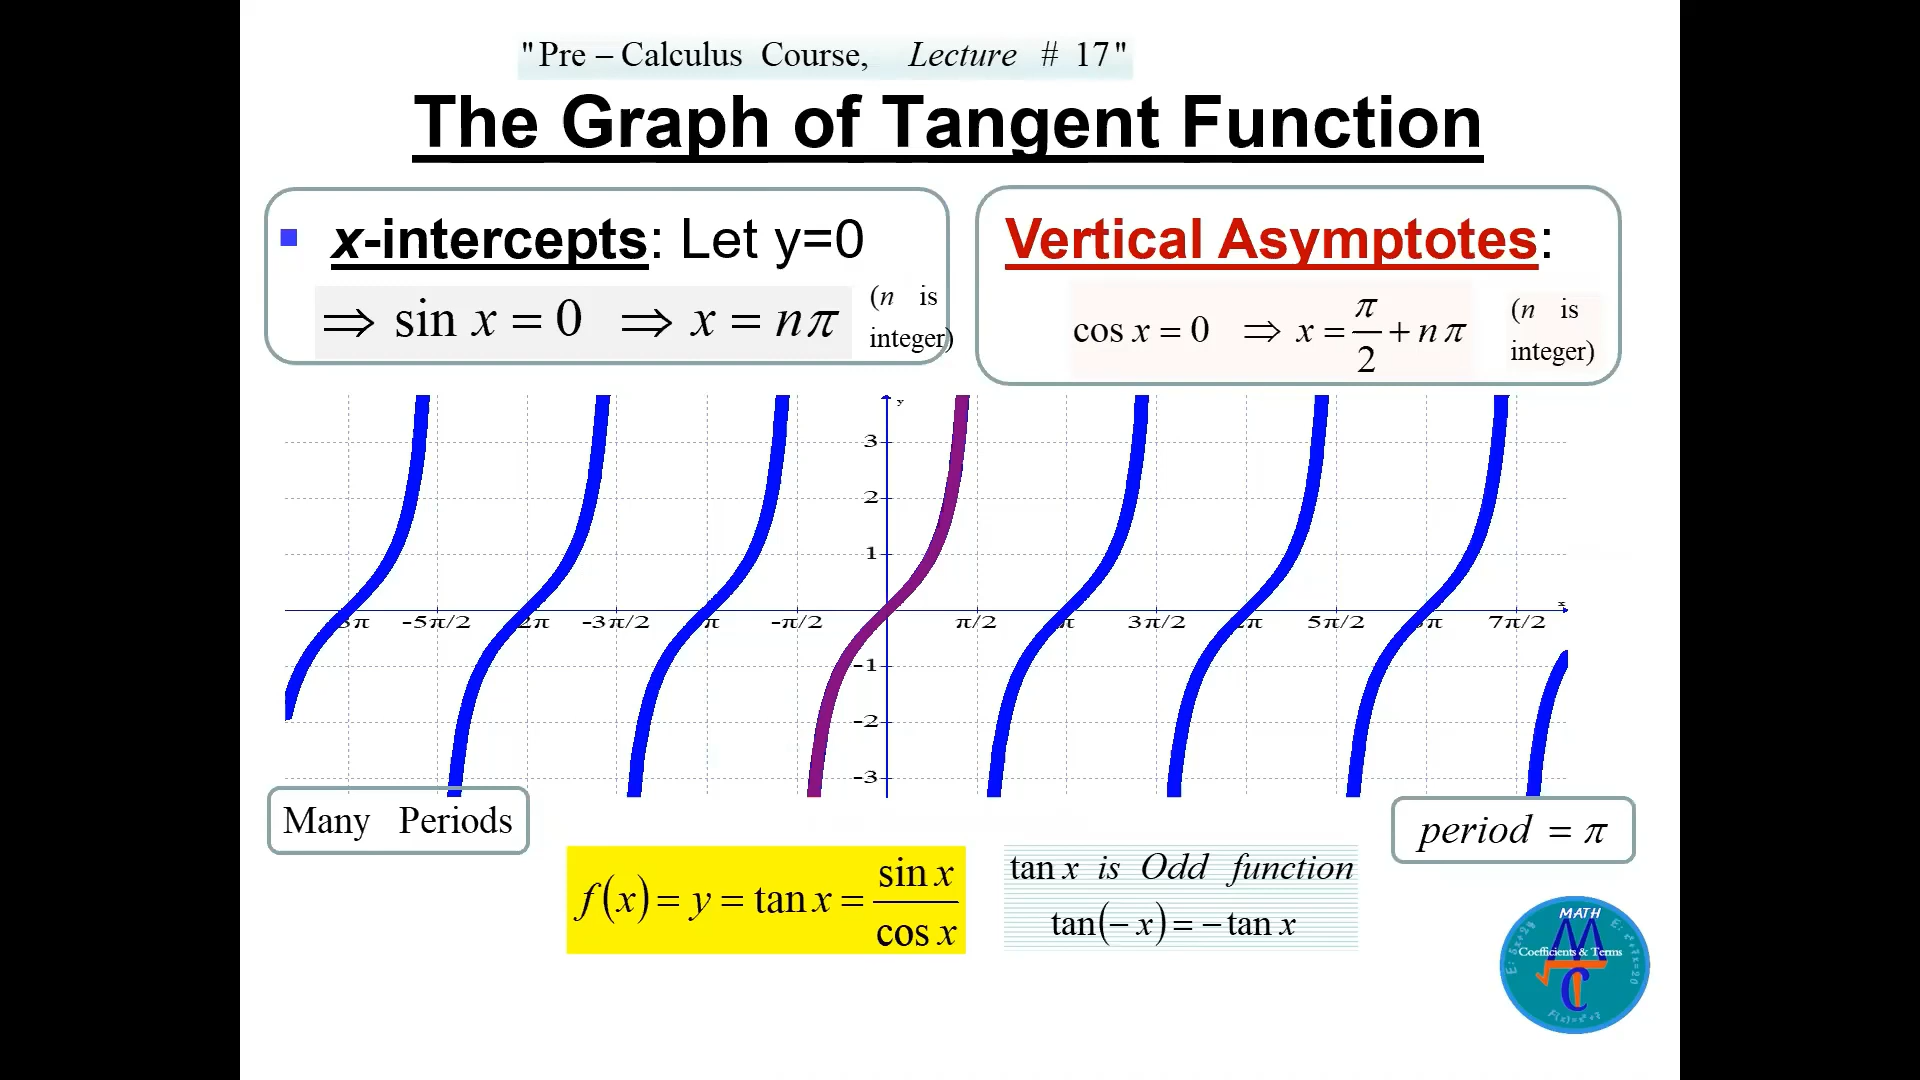 "Pre – Calculus Course, Lecture # 17"
The Graph of Tangent Function
x-intercepts: Let y=0
⇒ sin x = 0 ⇒ x = nπ
(n is
integer)
Vertical Asymptotes:
cos x = 0 ⇒ x = π/2 + nπ
(n is
integer)
y
3
2
1
x
3π -5π/2 2π -3π/2 π -π/2 π/2 π 3π/2 2π 5π/2 π 7π/2
-1
-2
-3
Many Periods
period = π
f(x) = y = tan x = sin x / cos x
tan x is Odd function
tan(– x) = – tan x
MATH
Coefficients & Terms